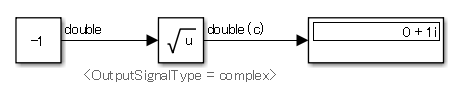 -1
double
√u
double (c)
0 + 1i
<OutputSignalType = complex>